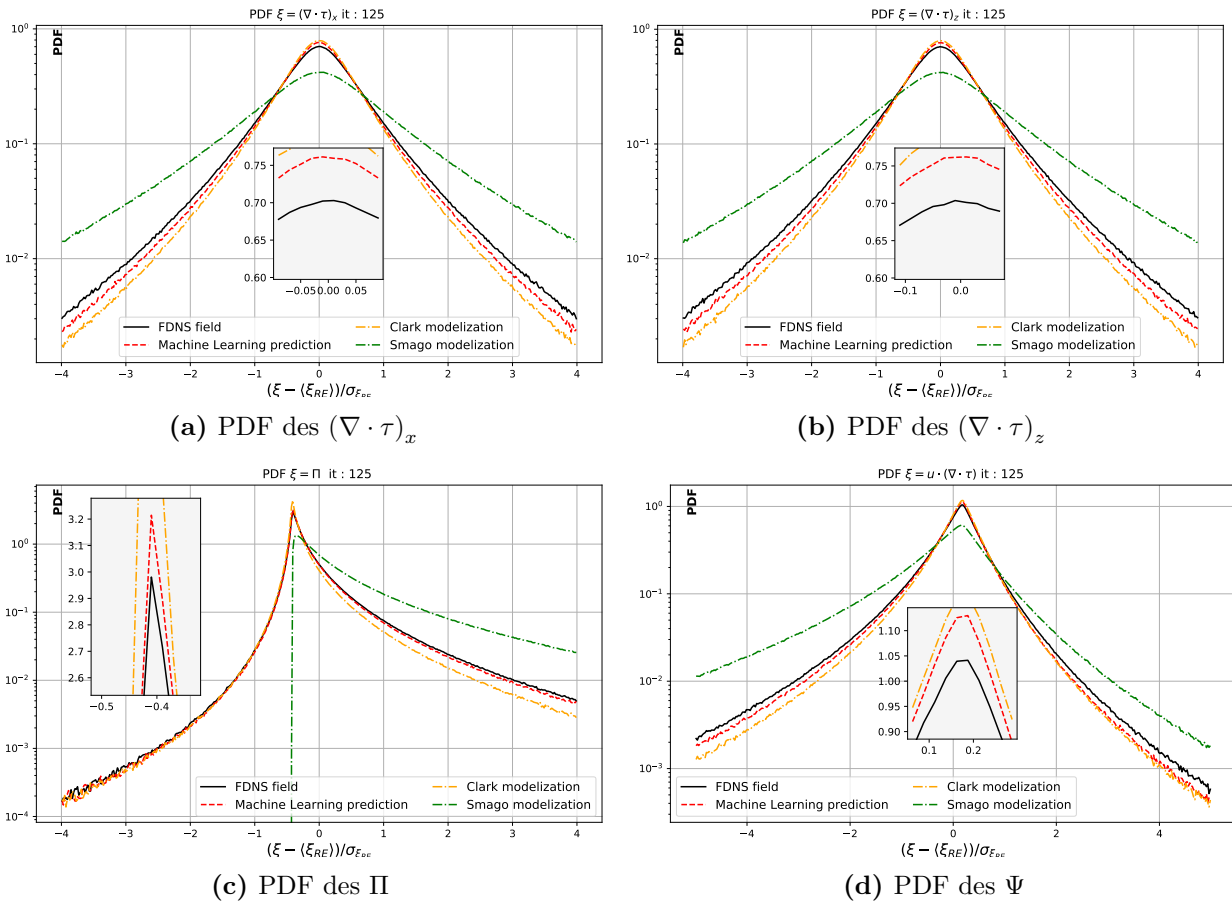 PDF ξ = (∇ · τ)x it : 125
PDF
10^0
10^−1
10^−2
0.75
0.70
0.65
0.60
−0.05 0.00 0.05
FDNS field
Machine Learning prediction
Clark modelization
Smago modelization
−4 −3 −2 −1 0 1 2 3 4
(ξ − ⟨ξRE⟩)/σξRE
(a) PDF des (∇ · τ)x
PDF ξ = (∇ · τ)z it : 125
PDF
10^0
10^−1
10^−2
0.75
0.70
0.65
0.60
−0.1 0.0
FDNS field
Machine Learning prediction
Clark modelization
Smago modelization
−4 −3 −2 −1 0 1 2 3 4
(ξ − ⟨ξRE⟩)/σξRE
(b) PDF des (∇ · τ)z
PDF ξ = Π it : 125
PDF
10^0
10^−1
10^−2
10^−3
10^−4
3.2
3.1
3.0
2.9
2.8
2.7
2.6
−0.5 −0.4
FDNS field
Machine Learning prediction
Clark modelization
Smago modelization
−4 −3 −2 −1 0 1 2 3 4
(ξ − ⟨ξRE⟩)/σξRE
(c) PDF des Π
PDF ξ = u · (∇ · τ) it : 125
PDF
10^0
10^−1
10^−2
10^−3
1.10
1.05
1.00
0.95
0.90
0.1 0.2
FDNS field
Machine Learning prediction
Clark modelization
Smago modelization
−4 −2 0 2 4
(ξ − ⟨ξRE⟩)/σξRE
(d) PDF des Ψ